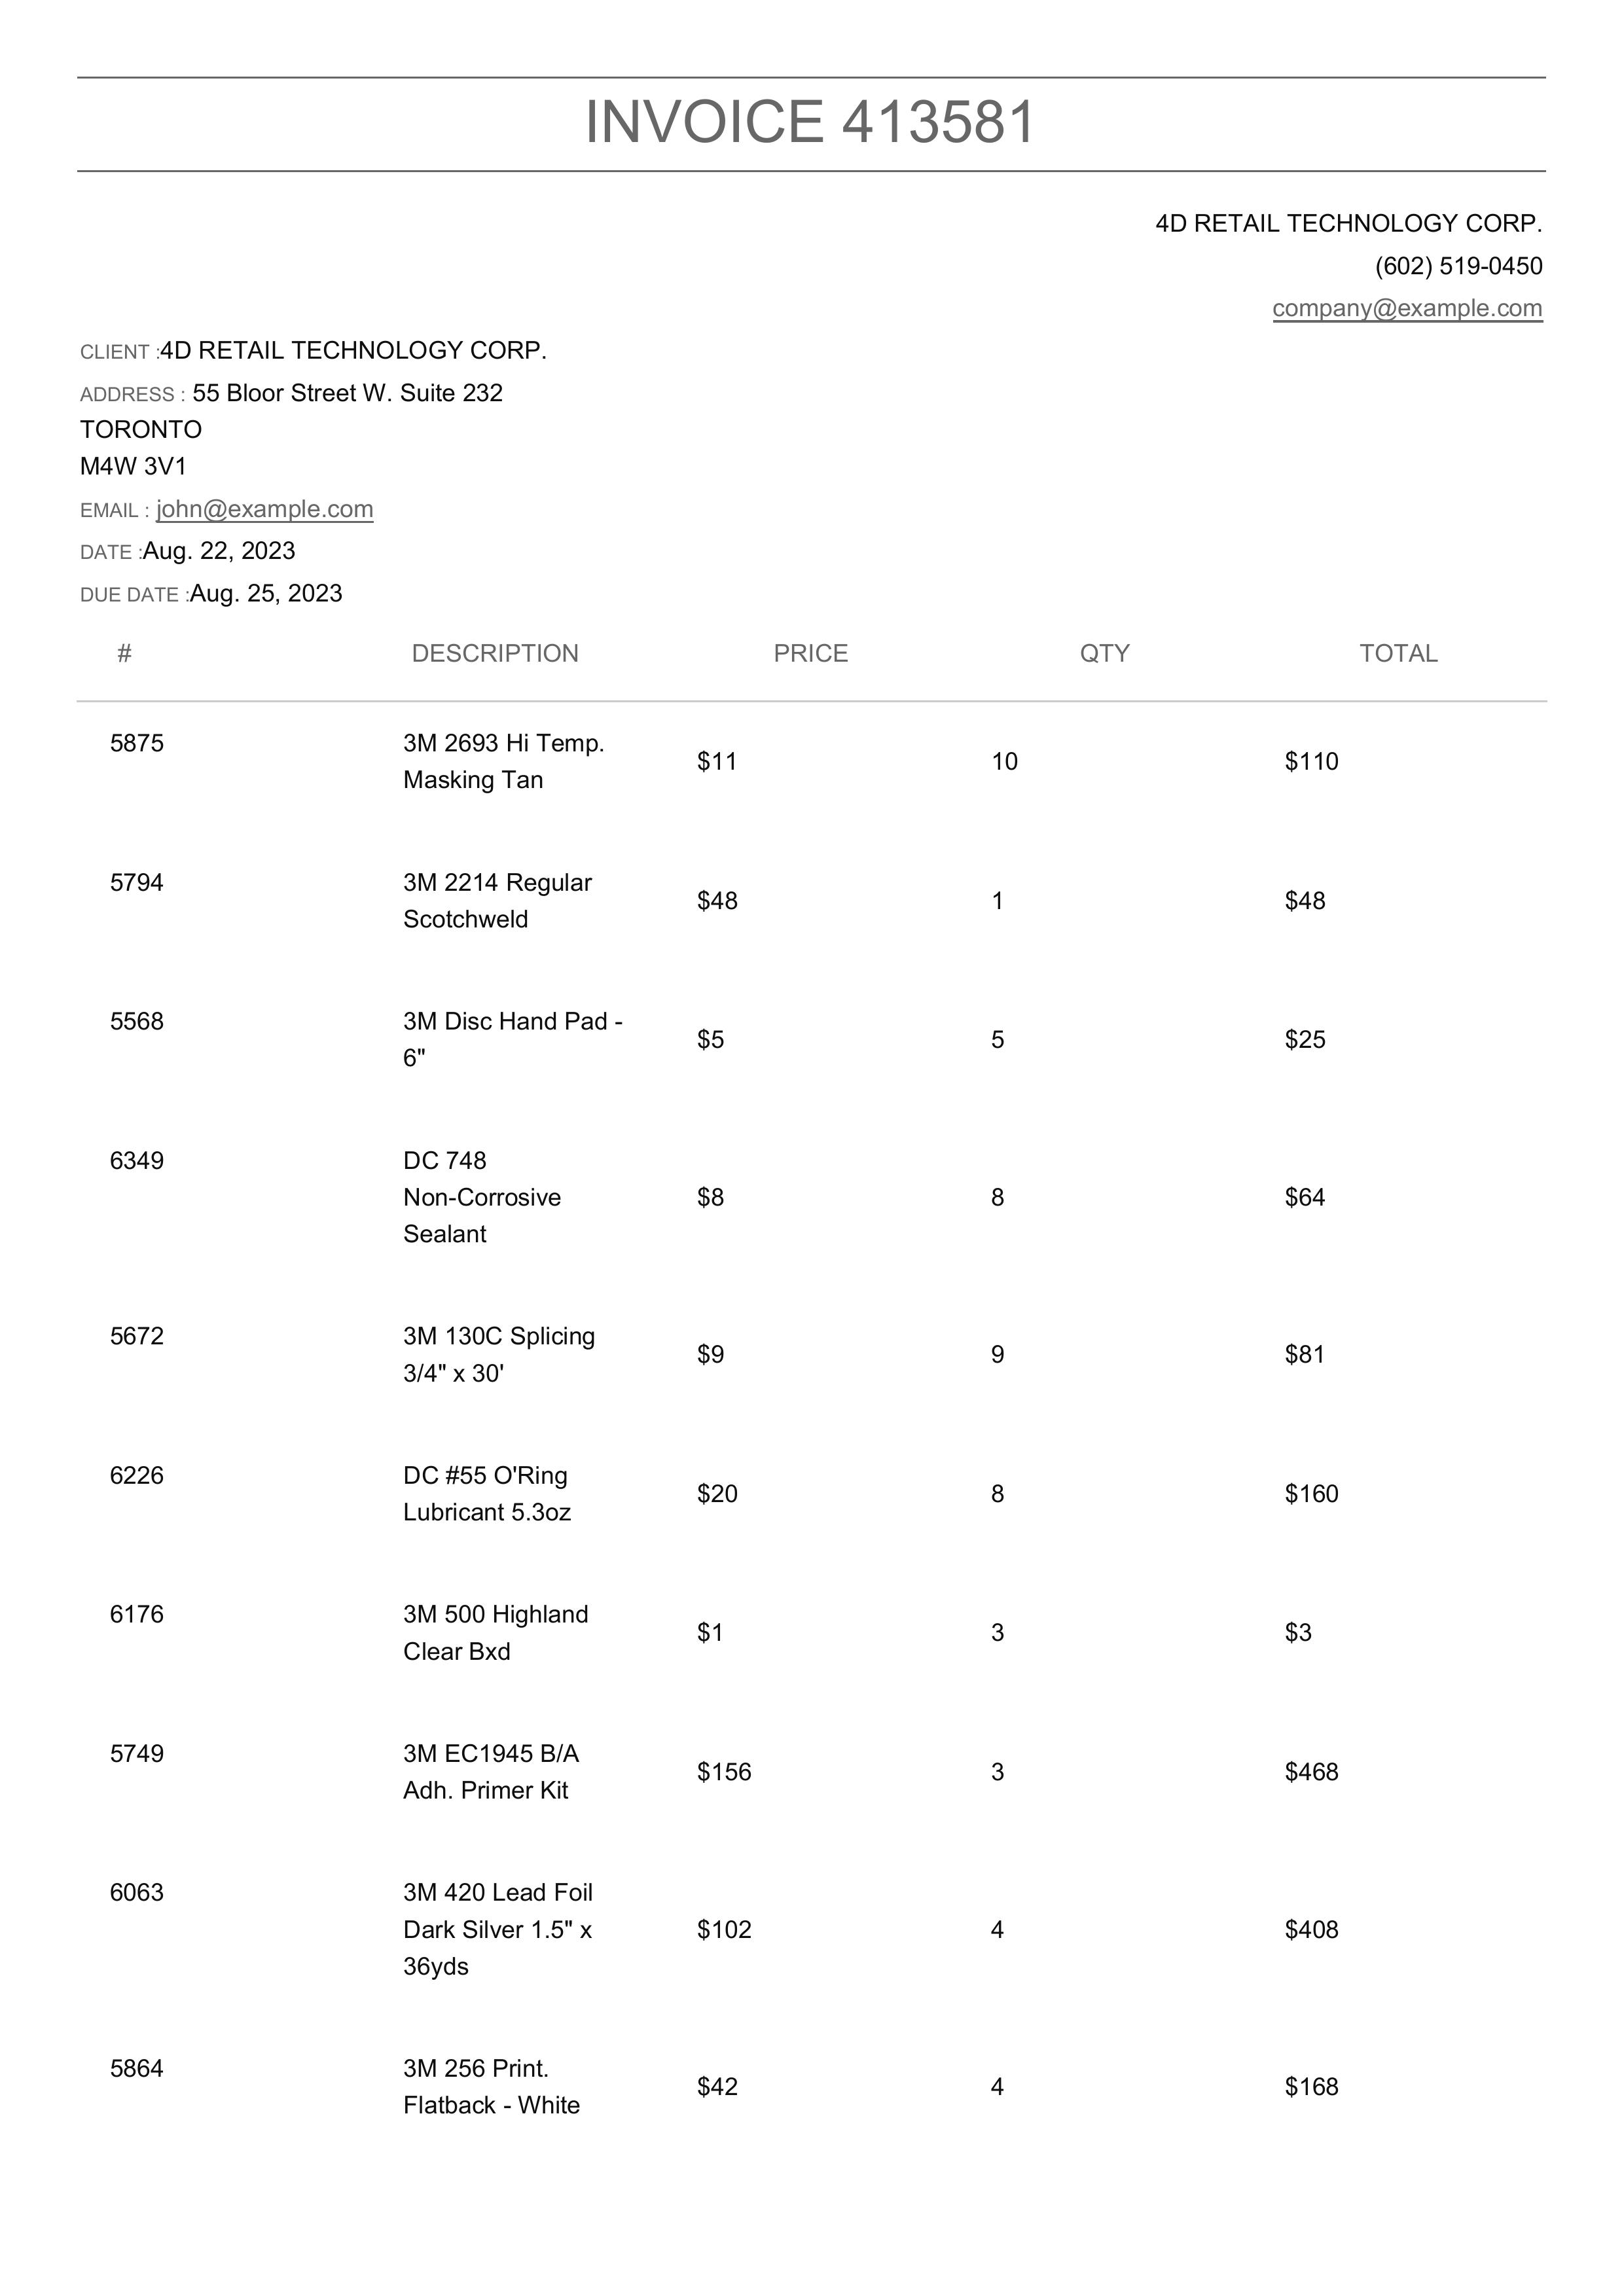 INVOICE 413581
4D RETAIL TECHNOLOGY CORP.
(602) 519-0450
company@example.com
CLIENT :4D RETAIL TECHNOLOGY CORP.
ADDRESS : 55 Bloor Street W. Suite 232
TORONTO
M4W 3V1
EMAIL : john@example.com
DATE :Aug. 22, 2023
DUE DATE :Aug. 25, 2023
# DESCRIPTION PRICE QTY TOTAL
5875 3M 2693 Hi Temp.
Masking Tan $11 10 $110
5794 3M 2214 Regular
Scotchweld $48 1 $48
5568 3M Disc Hand Pad -
6" $5 5 $25
6349 DC 748
Non-Corrosive $8 8 $64
Sealant
5672 3M 130C Splicing
3/4" x 30' $9 9 $81
6226 DC #55 O'Ring
Lubricant 5.3oz $20 8 $160
6176 3M 500 Highland
Clear Bxd $1 3 $3
5749 3M EC1945 B/A
Adh. Primer Kit $156 3 $468
6063 3M 420 Lead Foil
Dark Silver 1.5" x $102 4 $408
36yds
5864 3M 256 Print.
Flatback - White $42 4 $168